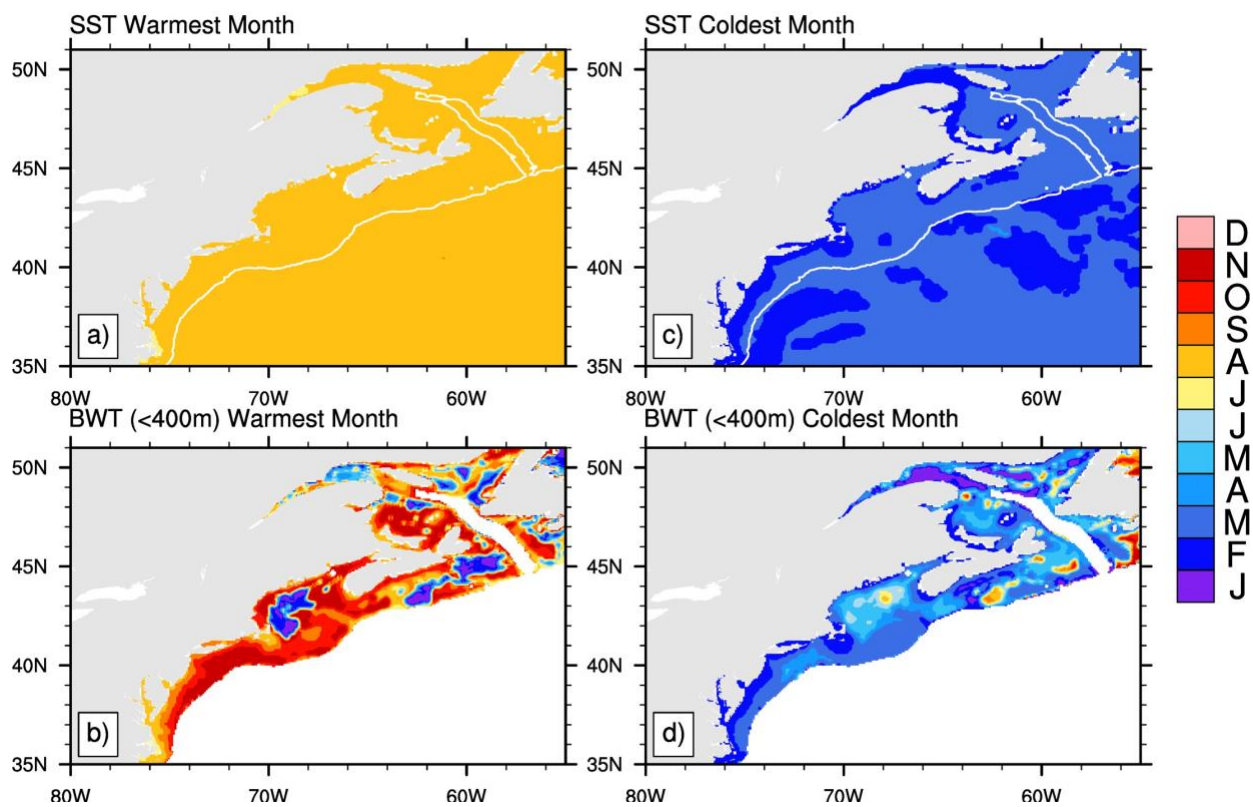 SST Warmest Month
SST Coldest Month
50N
45N
40N
35N
a)
80W
70W
60W
50N
45N
40N
35N
c)
80W
70W
60W
BWT (<400m) Warmest Month
BWT (<400m) Coldest Month
50N
45N
40N
35N
b)
80W
70W
60W
50N
45N
40N
35N
d)
80W
70W
60W
D
N
O
S
A
J
J
M
A
M
F
J